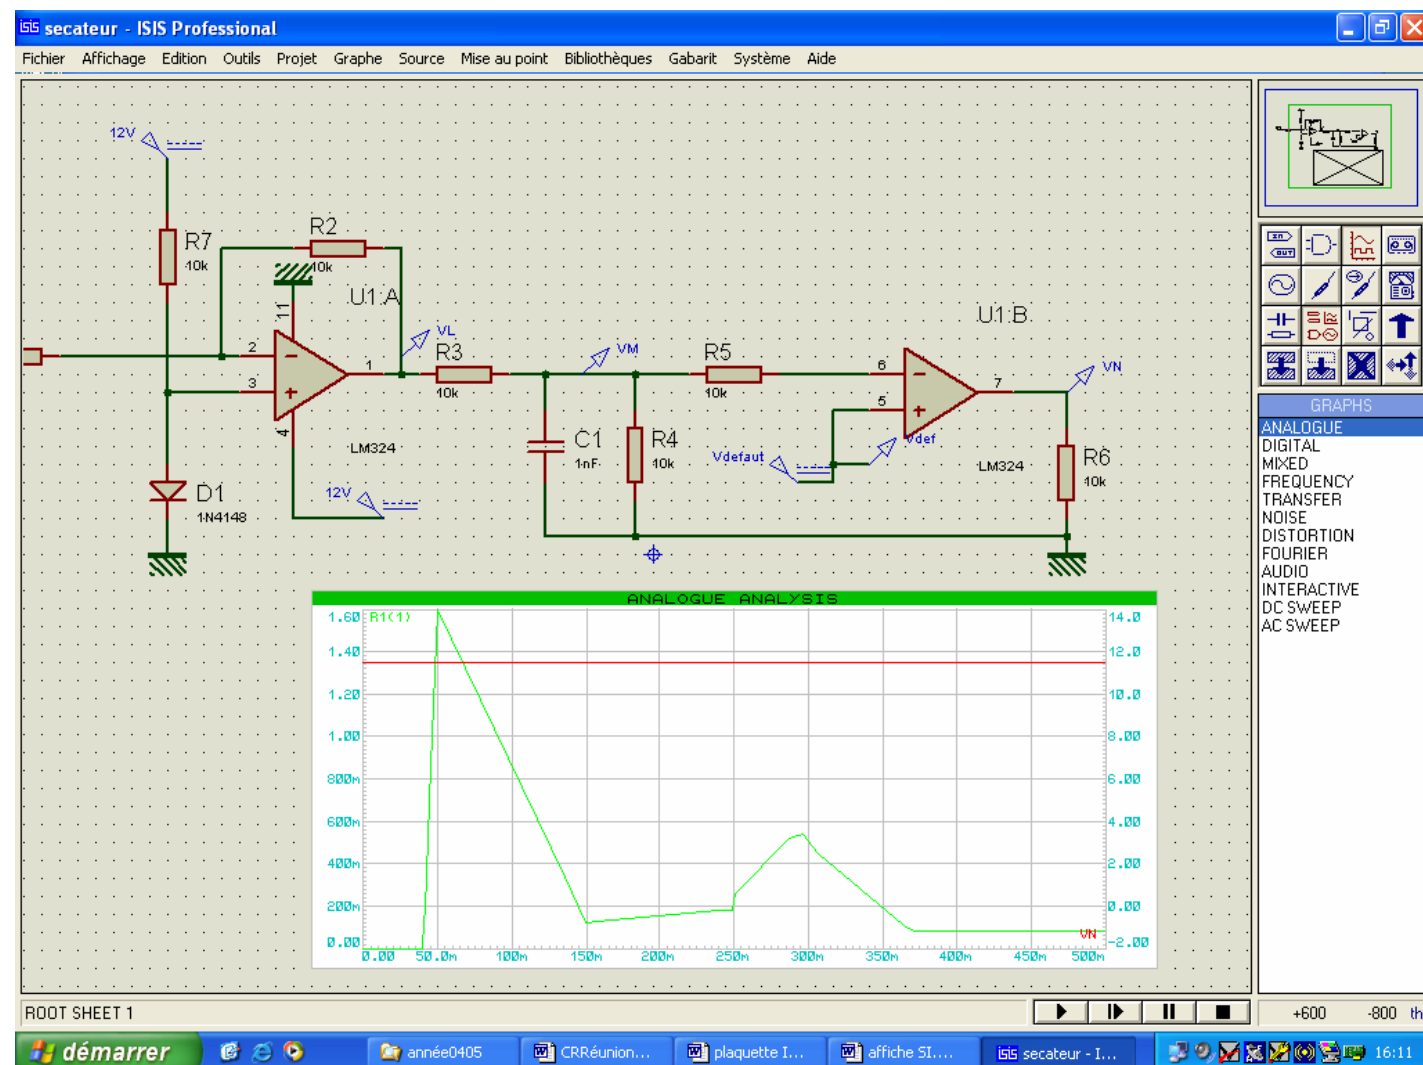 secateur - ISIS Professional
Fichier Affichage Edition Outils Projet Graphe Source Mise au point Bibliothèques Gabarit Système Aide
12V
R7
10k
R2
10k
11
U1:A
2
3
1
4
LM324
12V
D1
1N4148
VL
R3
10k
VM
C1
1nF
R4
10k
R5
10k
Vdefaut
Vdef
U1:B
6
5
7
LM324
VN
R6
10k
ANALOGUE ANALYSIS
R1(1)
1.60
1.40
1.20
1.00
800m
600m
400m
200m
0.00
14.0
12.0
10.0
8.00
6.00
4.00
2.00
0.00
-2.00
VN
0.00 50.0m 100m 150m 200m 250m 300m 350m 400m 450m 500m
GRAPHS
ANALOGUE
DIGITAL
MIXED
FREQUENCY
TRANSFER
NOISE
DISTORTION
FOURIER
AUDIO
INTERACTIVE
DC SWEEP
AC SWEEP
ROOT SHEET 1
+600 -800 th
démarrer
année0405
CRRéunion...
plaquette I...
affiche SI....
secateur - I...
16:11